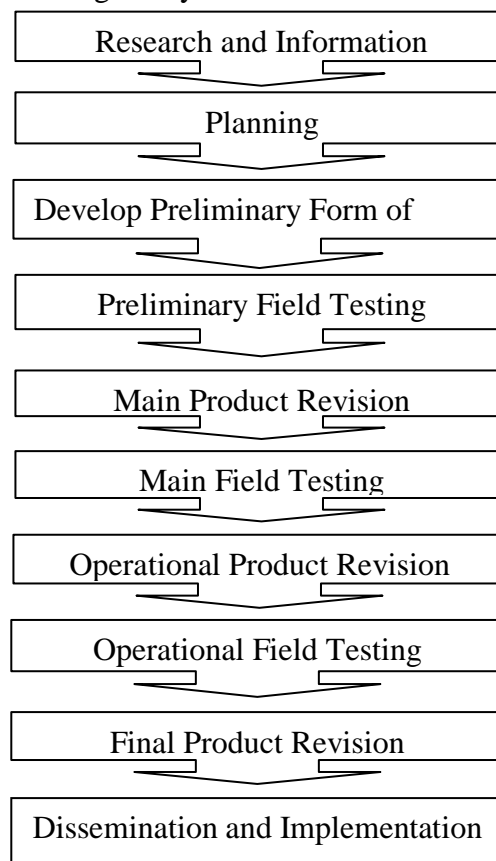 Research and Information
Planning
Develop Preliminary Form of
Preliminary Field Testing
Main Product Revision
Main Field Testing
Operational Product Revision
Operational Field Testing
Final Product Revision
Dissemination and Implementation